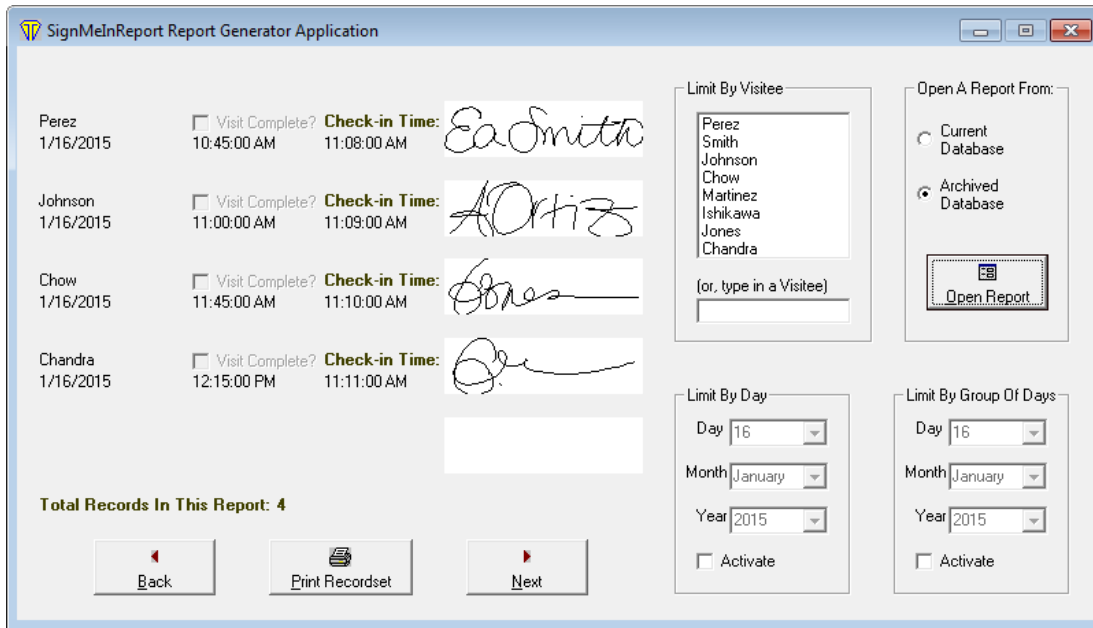 SignMeInReport Report Generator Application
Perez Visit Complete? Check-in Time: Ed Smith
1/16/2015 10:45:00 AM 11:08:00 AM
Johnson Visit Complete? Check-in Time: A Ortiz
1/16/2015 11:00:00 AM 11:09:00 AM
Chow Visit Complete? Check-in Time:
1/16/2015 11:45:00 AM 11:10:00 AM
Chandra Visit Complete? Check-in Time:
1/16/2015 12:15:00 PM 11:11:00 AM
Total Records In This Report: 4
Back
Print Recordset
Next
Limit By Visitee
Perez
Smith
Johnson
Chow
Martinez
Ishikawa
Jones
Chandra
(or, type in a Visitee)
Open A Report From:
Current
Database
Archived
Database
Open Report
Limit By Day
Day 16
Month January
Year 2015
Activate
Limit By Group Of Days
Day 16
Month January
Year 2015
Activate